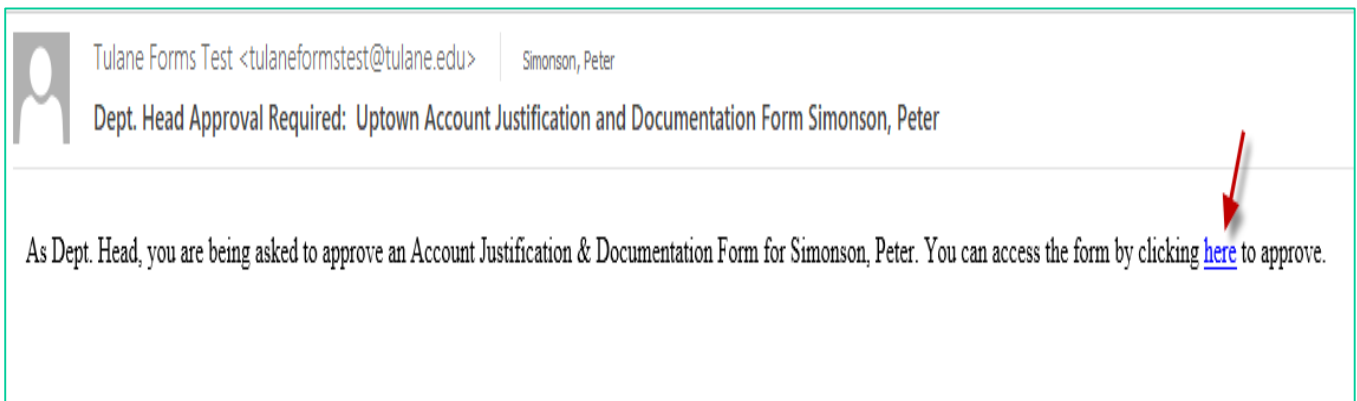 Tulane Forms Test <tulaneformstest@tulane.edu> Simonson, Peter
Dept. Head Approval Required: Uptown Account Justification and Documentation Form Simonson, Peter
As Dept. Head, you are being asked to approve an Account Justification & Documentation Form for Simonson, Peter. You can access the form by clicking here to approve.